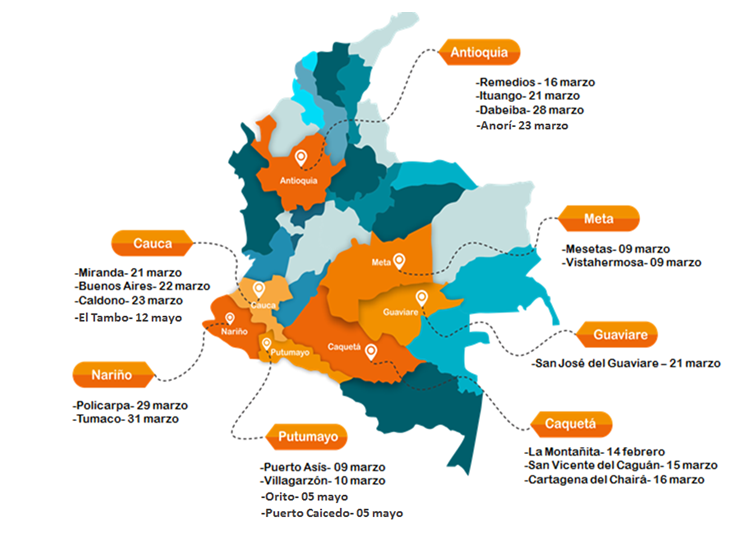 Antioquia
-Remedios - 16 marzo
-Ituango- 21 marzo
-Dabeiba - 28 marzo
-Anorí- 23 marzo
Antioquia
Meta
-Mesetas- 09 marzo
-Vistahermosa- 09 marzo
Cauca
-Miranda- 21 marzo
-Buenos Aires- 22 marzo
-Caldono- 23 marzo
-El Tambo- 12 mayo
Meta
Cauca
Guaviare
Nariño
Caquetá
Putumayo
Guaviare
-San José del Guaviare – 21 marzo
Nariño
-Policarpa- 29 marzo
-Tumaco- 31 marzo
Putumayo
-Puerto Asís- 09 marzo
-Villagarzón- 10 marzo
-Orito- 05 mayo
-Puerto Caicedo- 05 mayo
Caquetá
-La Montañita- 14 febrero
-San Vicente del Caguán- 15 marzo
-Cartagena del Chairá- 16 marzo